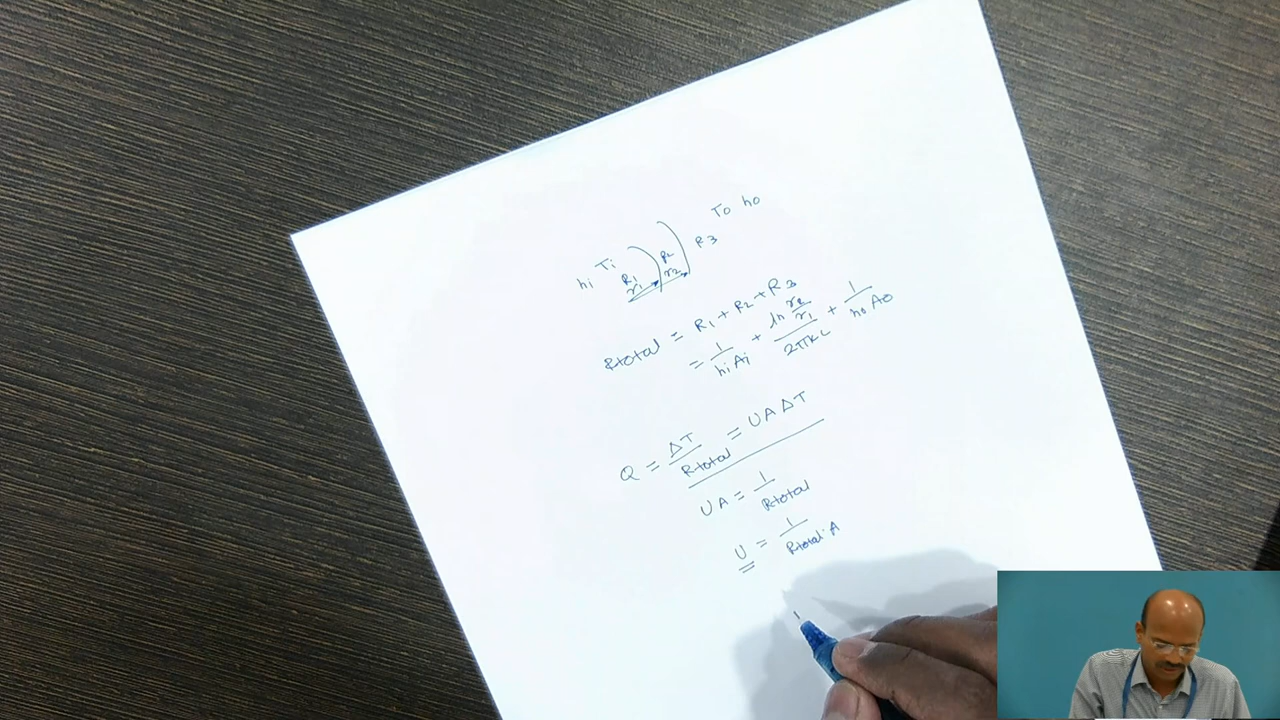 To ho
hi Ti R1 R2 R3
r1 r2
Rtotal = R1 + R2 + R3
= 1/hiAi + ln r2/r1 / 2πKL + 1/hoAo
Q = ΔT/Rtotal = UAΔT
UA = 1/Rtotal
U = 1/Rtotal·A